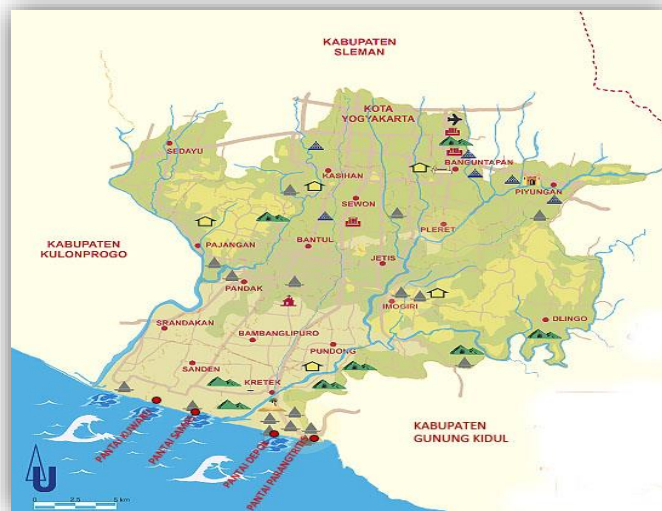 KABUPATEN
SLEMAN
KOTA
YOGYAKARTA
SEDAYU
KASIHAN
BANGUNTAPAN
PIYUNGAN
SEWON
PLERET
KABUPATEN
KULONPROGO
PAJANGAN
BANTUL
JETIS
PANDAK
IMOGIRI
SRANDAKAN
BAMBANGLIPURO
PUNDONG
DLINGO
SANDEN
KRETEK
KABUPATEN
GUNUNG KIDUL
PANTAI
PANTAI SAMAS
PANTAI DEPOK
PANTAI PARANGTRITIS
U
0 2.5 5 km